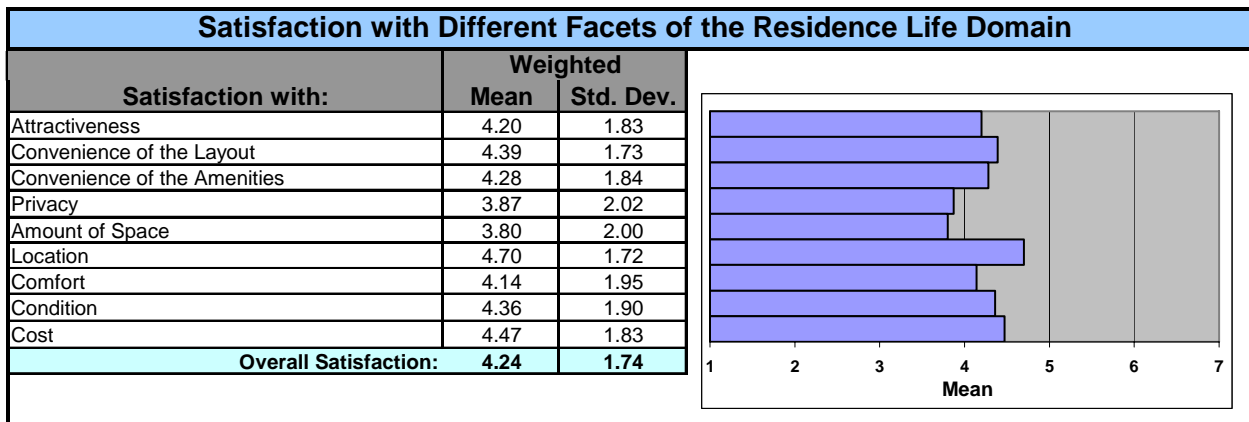 Satisfaction with Different Facets of the Residence Life Domain
Weighted
Satisfaction with: Mean Std. Dev.
Attractiveness 4.20 1.83
Convenience of the Layout 4.39 1.73
Convenience of the Amenities 4.28 1.84
Privacy 3.87 2.02
Amount of Space 3.80 2.00
Location 4.70 1.72
Comfort 4.14 1.95
Condition 4.36 1.90
Cost 4.47 1.83
Overall Satisfaction: 4.24 1.74
1 2 3 4 5 6 7
Mean